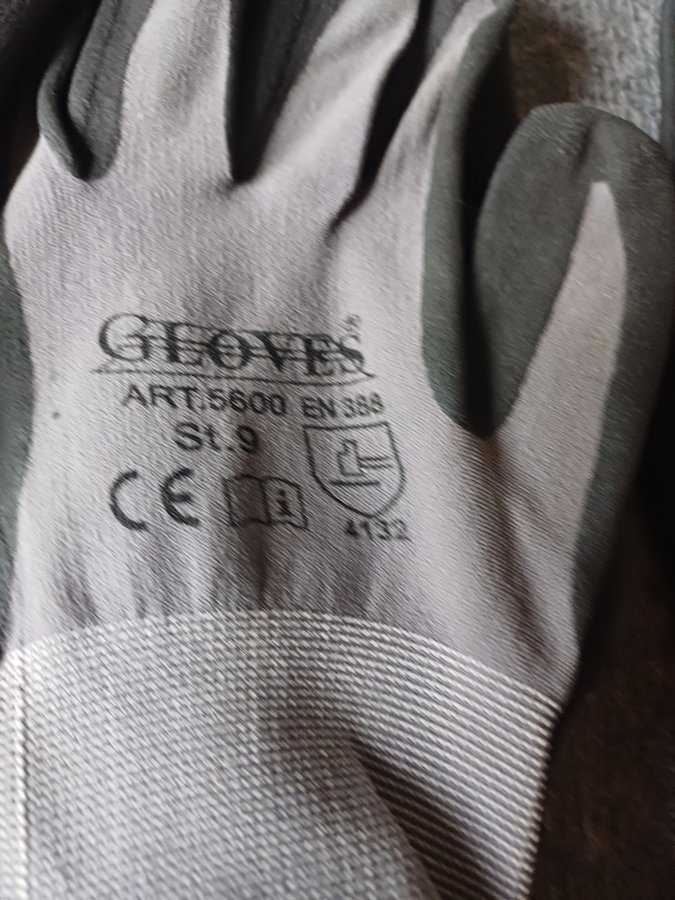 GLOVES®
ART.5600 EN 388
St.9
CE i
4132